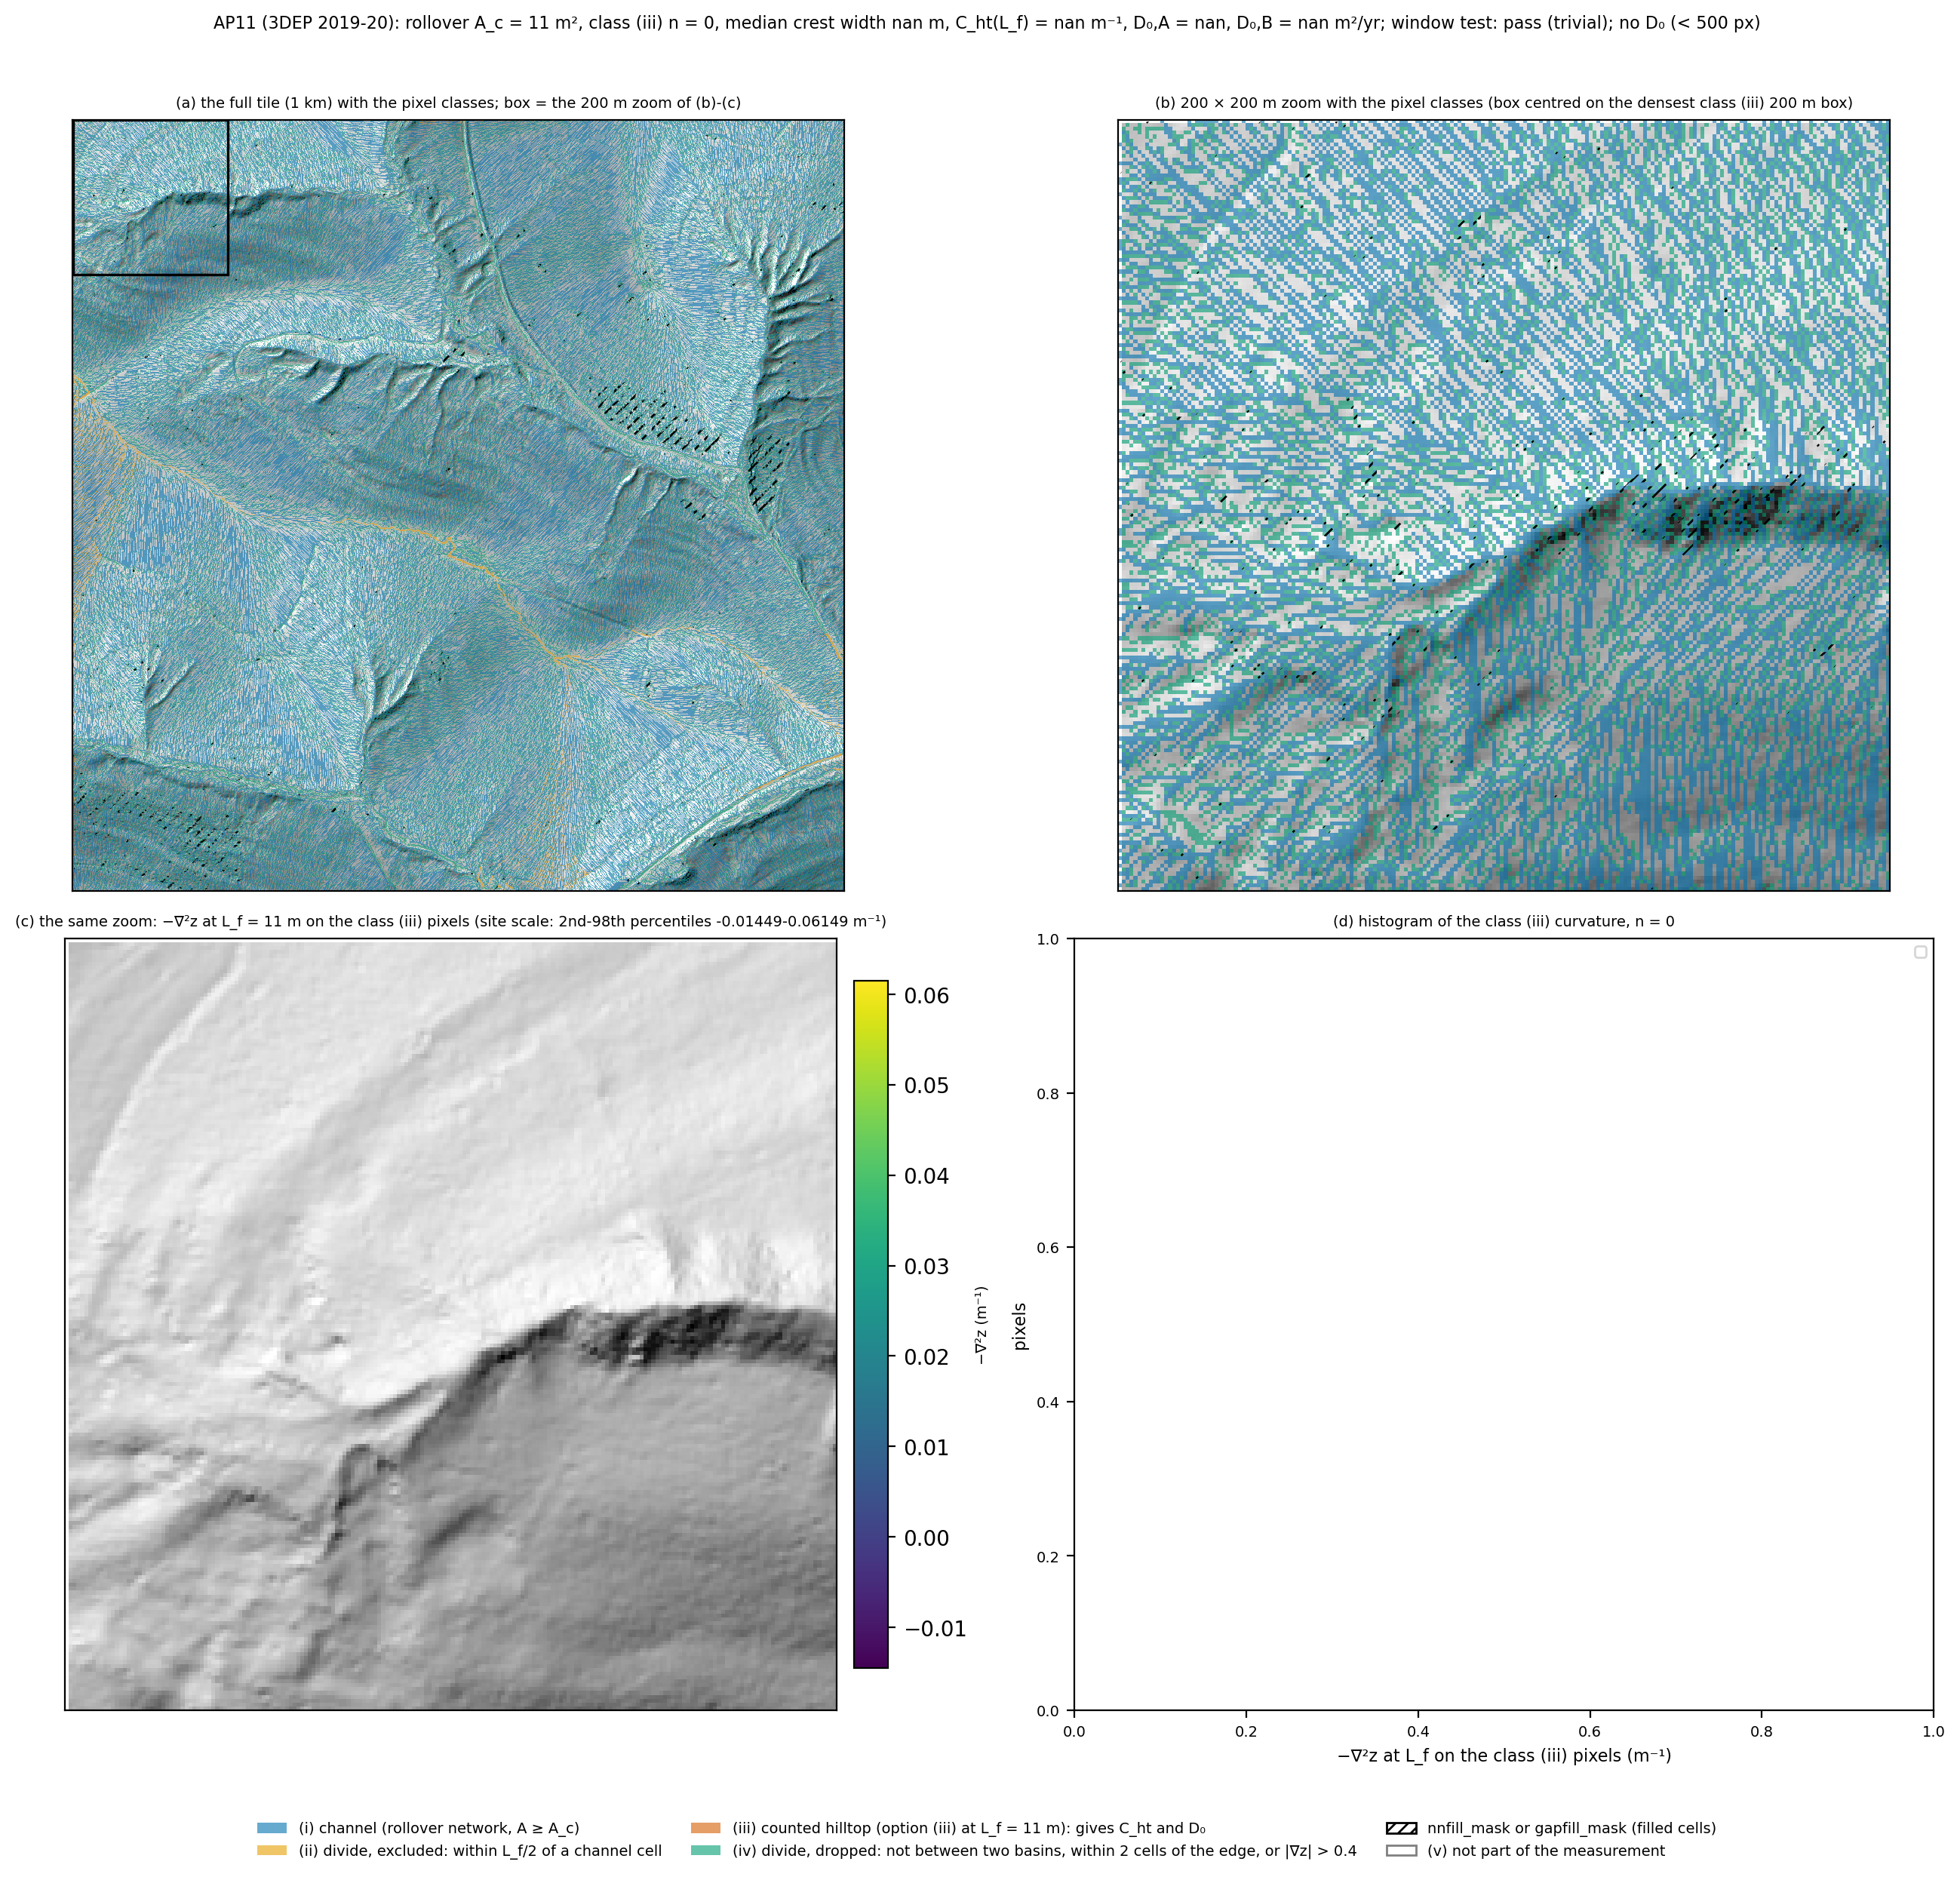 AP11 (3DEP 2019-20): rollover A_c = 11 m², class (iii) n = 0, median crest width nan m, C_ht(L_f) = nan m⁻¹, D₀,A = nan, D₀,B = nan m²/yr; window test: pass (trivial); no D₀ (< 500 px)
(a) the full tile (1 km) with the pixel classes; box = the 200 m zoom of (b)-(c)
(b) 200 × 200 m zoom with the pixel classes (box centred on the densest class (iii) 200 m box)
(c) the same zoom: −∇²z at L_f = 11 m on the class (iii) pixels (site scale: 2nd-98th percentiles -0.01449-0.06149 m⁻¹)
0.06
0.05
0.04
0.03
0.02
0.01
0.00
−0.01
−∇²z (m⁻¹)
(d) histogram of the class (iii) curvature, n = 0
pixels
1.0
0.8
0.6
0.4
0.2
0.0
0.0 0.2 0.4 0.6 0.8 1.0
−∇²z at L_f on the class (iii) pixels (m⁻¹)
(i) channel (rollover network, A ≥ A_c)
(ii) divide, excluded: within L_f/2 of a channel cell
(iii) counted hilltop (option (iii) at L_f = 11 m): gives C_ht and D₀
(iv) divide, dropped: not between two basins, within 2 cells of the edge, or |∇z| > 0.4
nnfill_mask or gapfill_mask (filled cells)
(v) not part of the measurement